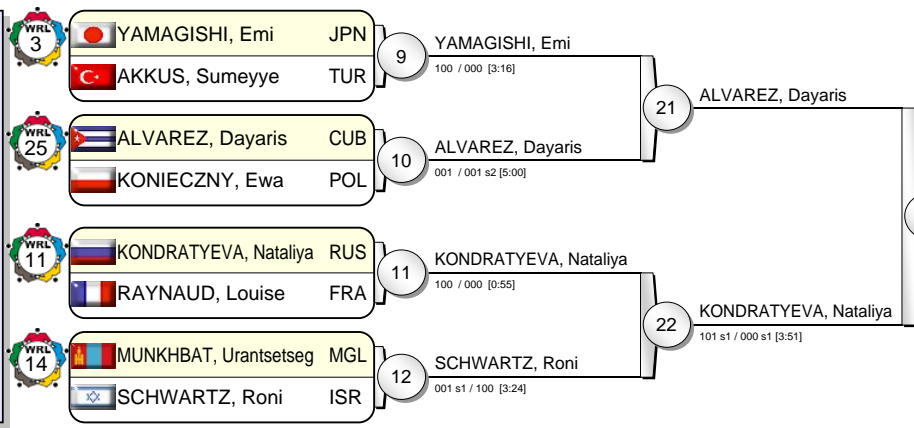 WRL
3
YAMAGISHI, Emi JPN
AKKUS, Sumeyye TUR
9
YAMAGISHI, Emi
100 / 000 [3:16]
WRL
25
ALVAREZ, Dayaris CUB
KONIECZNY, Ewa POL
10
ALVAREZ, Dayaris
001 / 001 s2 [5:00]
21
ALVAREZ, Dayaris
WRL
11
KONDRATYEVA, Nataliya RUS
RAYNAUD, Louise FRA
11
KONDRATYEVA, Nataliya
100 / 000 [0:55]
WRL
14
MUNKHBAT, Urantsetseg MGL
SCHWARTZ, Roni ISR
12
SCHWARTZ, Roni
001 s1 / 100 [3:24]
22
KONDRATYEVA, Nataliya
101 s1 / 000 s1 [3:51]